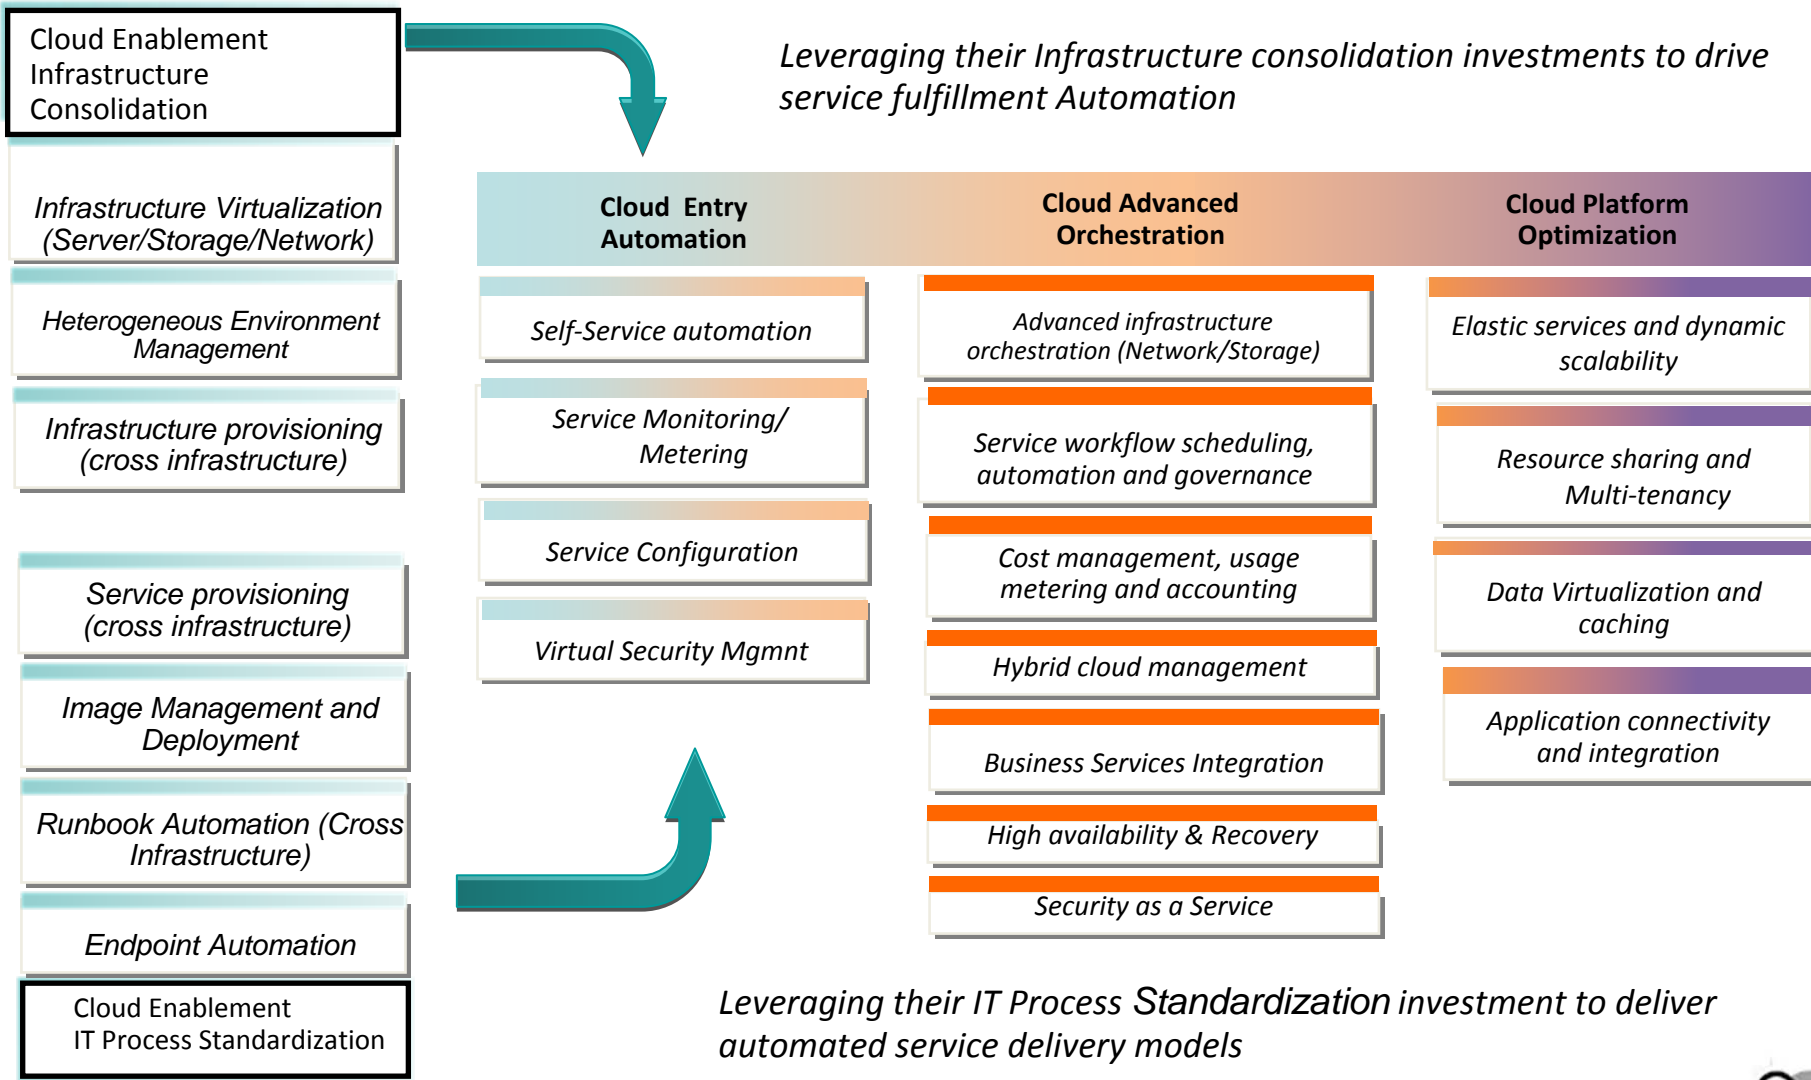 Cloud Enablement
Infrastructure
Consolidation
Leveraging their Infrastructure consolidation investments to drive
service fulfillment Automation
Infrastructure Virtualization
(Server/Storage/Network)
Heterogeneous Environment
Management
Infrastructure provisioning
(cross infrastructure)
Service provisioning
(cross infrastructure)
Image Management and
Deployment
Runbook Automation (Cross
Infrastructure)
Endpoint Automation
Cloud Enablement
IT Process Standardization
Cloud Entry
Automation
Self-Service automation
Service Monitoring/
Metering
Service Configuration
Virtual Security Mgmnt
Cloud Advanced
Orchestration
Advanced infrastructure
orchestration (Network/Storage)
Service workflow scheduling,
automation and governance
Cost management, usage
metering and accounting
Hybrid cloud management
Business Services Integration
High availability & Recovery
Security as a Service
Cloud Platform
Optimization
Elastic services and dynamic
scalability
Resource sharing and
Multi-tenancy
Data Virtualization and
caching
Application connectivity
and integration
Leveraging their IT Process Standardization investment to deliver
automated service delivery models